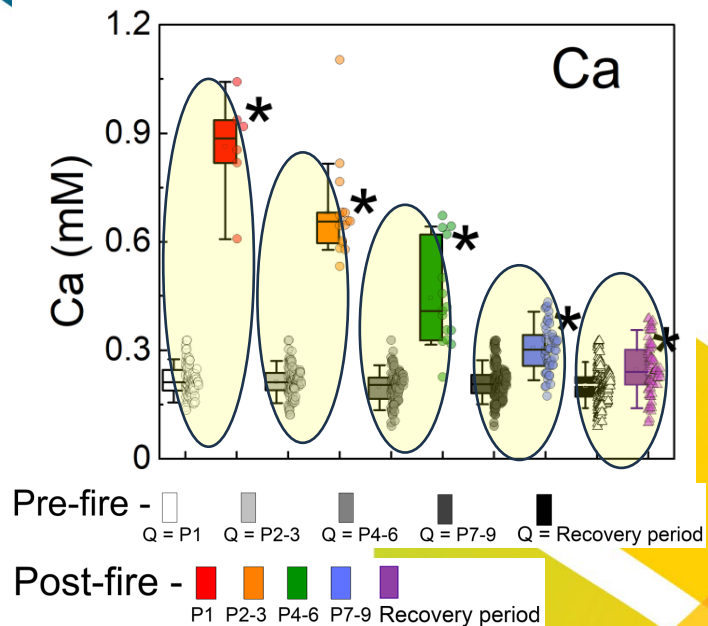 1.2
Ca
*
0.9
*
Ca (mM)
0.6
*
*
0.3
*
0
Pre-fire -
Q = P1 Q = P2-3 Q = P4-6 Q = P7-9 Q = Recovery period
Post-fire -
P1 P2-3 P4-6 P7-9 Recovery period